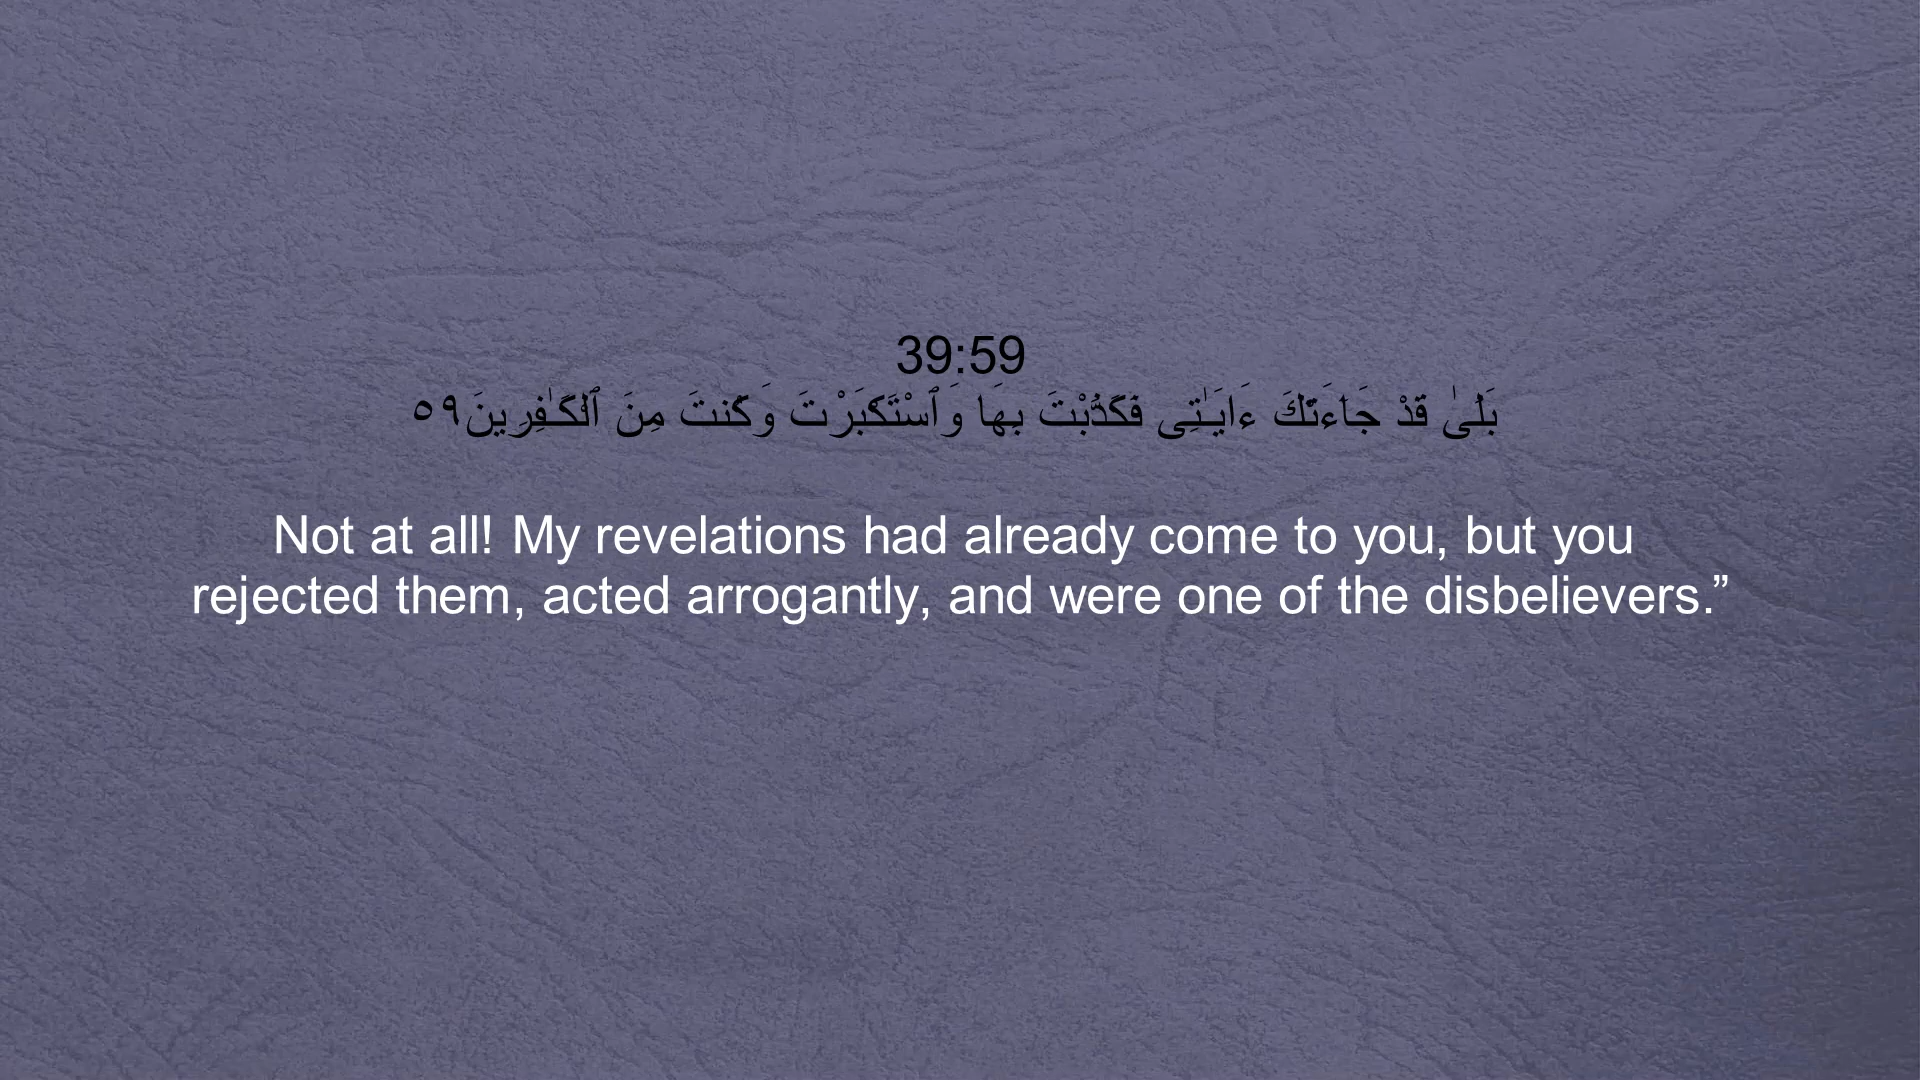 39:59
بَلَىٰ قَدْ جَآءَتْكَ ءَايَـٰتِى فَكَذَّبْتَ بِهَا وَٱسْتَكْبَرْتَ وَكُنتَ مِنَ ٱلْكَـٰفِرِينَ٥٩
Not at all! My revelations had already come to you, but you
rejected them, acted arrogantly, and were one of the disbelievers.”